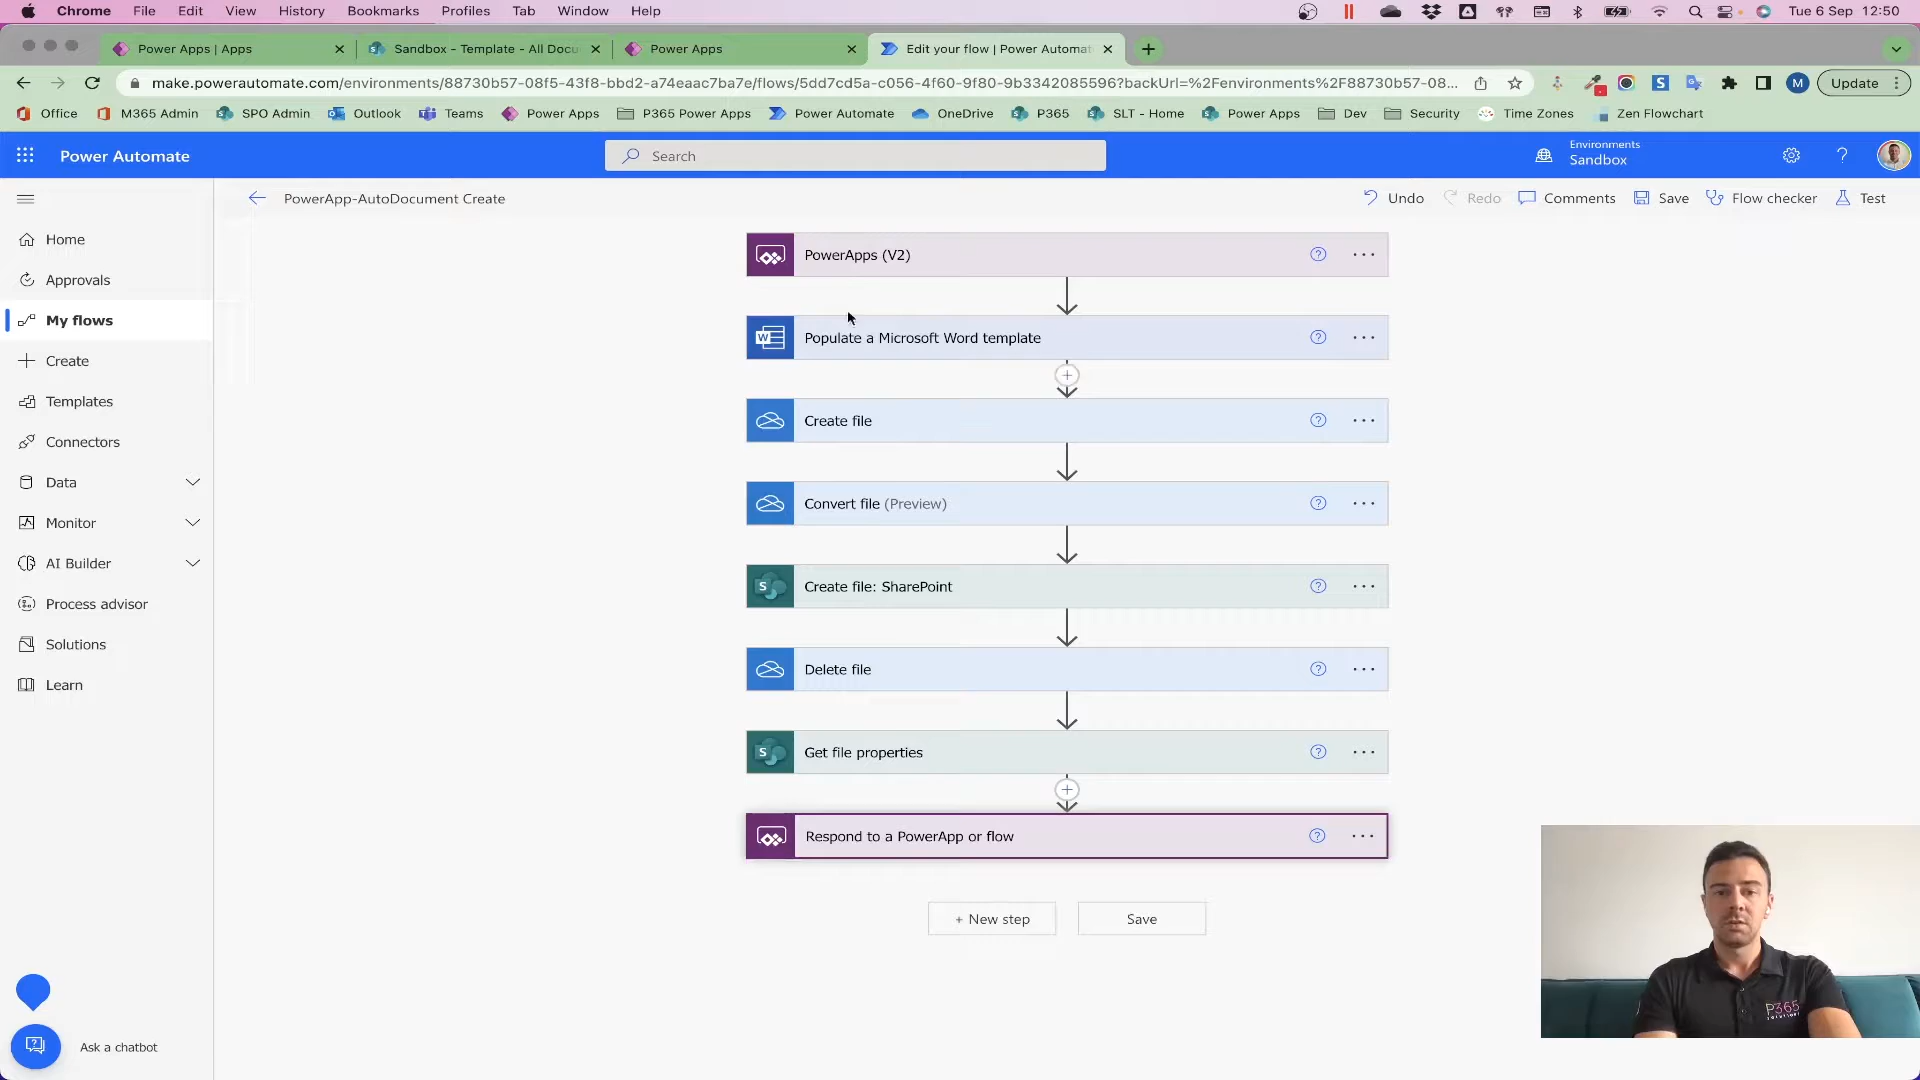 Chrome File Edit View History Bookmarks Profiles Tab Window Help Tue 6 Sep 12:50
Power Apps | Apps Sandbox - Template - All Docu Power Apps Edit your flow | Power Automat
make.powerautomate.com/environments/88730b57-08f5-43f8-bbd2-a74eaac7ba7e/flows/5dd7cd5a-c056-4f60-9f80-9b3342085596?backUrl=%2Fenvironments%2F88730b57-08... M Update
Office M365 Admin SPO Admin Outlook Teams Power Apps P365 Power Apps Power Automate OneDrive P365 SLT - Home Power Apps Dev Security Time Zones Zen Flowchart
Power Automate
Search
Environments
Sandbox
PowerApp-AutoDocument Create
Undo Redo Comments Save Flow checker Test
Home
Approvals
My flows
Create
Templates
Connectors
Data
Monitor
AI Builder
Process advisor
Solutions
Learn
Ask a chatbot
PowerApps (V2)
Populate a Microsoft Word template
Create file
Convert file (Preview)
Create file: SharePoint
Delete file
Get file properties
Respond to a PowerApp or flow
+ New step
Save
P365
SOLUTIONS